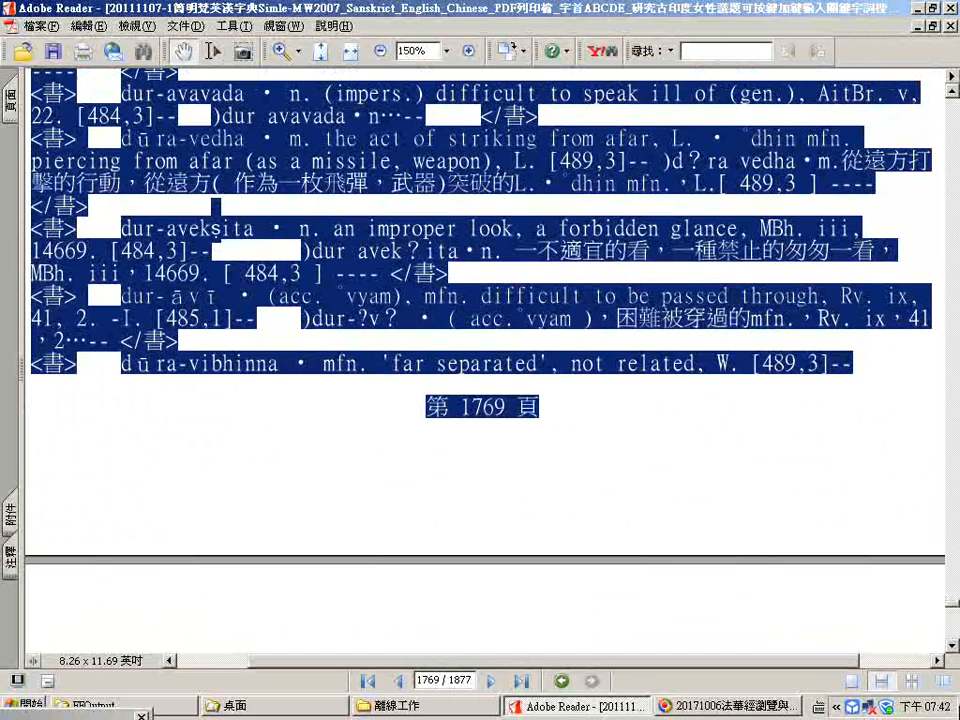 Adobe Reader - [20111107-1簡明梵英漢字典Simle-MW2007_Sanskrict_English_Chinese_PDF列印檔_字首ABCDE_研究古印度女性議題可按鍵加鍵輸入關鍵字詞搜...
檔案(F) 編輯(E) 檢視(V) 文件(D) 工具(T) 視窗(W) 說明(H)
150% Y! 尋找：
頁面
---- </書>
<書> dur-avavada ‧ n. (impers.) difficult to speak ill of (gen.), AitBr. v,
22. [484,3]-- )dur avavada‧n…-- </書>
<書> dūra-vedha ‧ m. the act of striking from afar, L. ‧ °dhin mfn.
piercing from afar (as a missile, weapon), L. [489,3]-- )d?ra vedha‧m.從遠方打
擊的行動，從遠方( 作為一枚飛彈，武器)突破的L.‧°dhin mfn.，L.[ 489,3 ] ----
</書>
<書> dur-avekṣita ‧ n. an improper look, a forbidden glance, MBh. iii,
14669. [484,3]-- )dur avek？ita‧n. 一不適宜的看，一種禁止的匆匆一看，
MBh. iii，14669. [ 484,3 ] ---- </書>
<書> dur-āvī ‧ (acc. °vyam), mfn. difficult to be passed through, Rv. ix,
41, 2. -I. [485,1]-- )dur-?v？ ‧( acc.°vyam )，困難被穿過的mfn.，Rv. ix，41
，2…-- </書>
<書> dūra-vibhinna ‧ mfn. 'far separated', not related, W. [489,3]--
第 1769 頁
附件
注釋
8.26 x 11.69 英吋
1769 / 1877
開始 FFOutput 桌面 離線工作 Adobe Reader - [201111... 20171006法華經瀏覽與... 下午 07:42